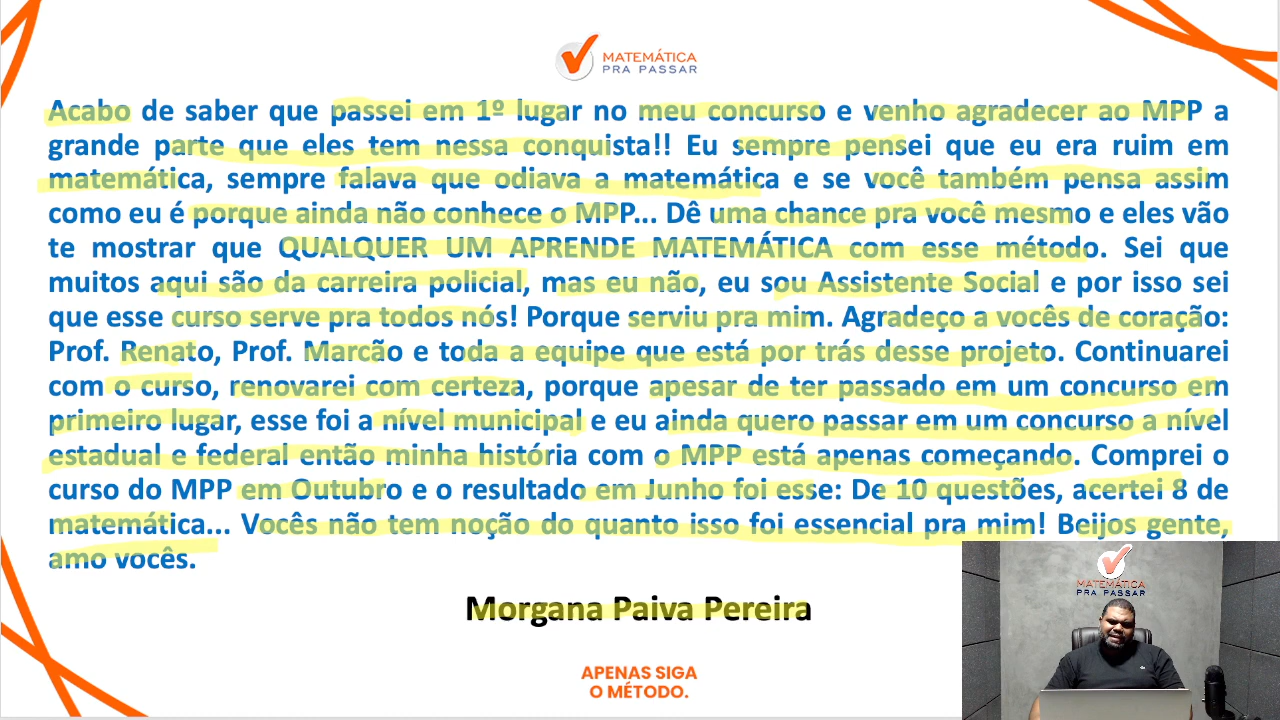 MATEMÁTICA
PRA PASSAR
Acabo de saber que passei em 1º lugar no meu concurso e venho agradecer ao MPP a
grande parte que eles tem nessa conquista!! Eu sempre pensei que eu era ruim em
matemática, sempre falava que odiava a matemática e se você também pensa assim
como eu é porque ainda não conhece o MPP... Dê uma chance pra você mesmo e eles vão
te mostrar que QUALQUER UM APRENDE MATEMÁTICA com esse método. Sei que
muitos aqui são da carreira policial, mas eu não, eu sou Assistente Social e por isso sei
que esse curso serve pra todos nós! Porque serviu pra mim. Agradeço a vocês de coração:
Prof. Renato, Prof. Marcão e toda a equipe que está por trás desse projeto. Continuarei
com o curso, renovarei com certeza, porque apesar de ter passado em um concurso em
primeiro lugar, esse foi a nível municipal e eu ainda quero passar em um concurso a nível
estadual e federal então minha história com o MPP está apenas começando. Comprei o
curso do MPP em Outubro e o resultado em Junho foi esse: De 10 questões, acertei 8 de
matemática... Vocês não tem noção do quanto isso foi essencial pra mim! Beijos gente,
amo vocês.
Morgana Paiva Pereira
MATEMÁTICA
PRA PASSAR
APENAS SIGA
O MÉTODO.